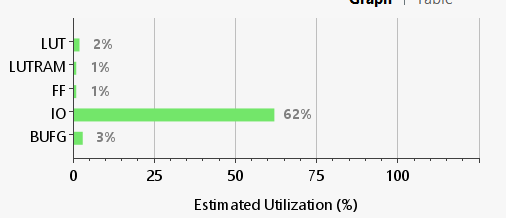 Graph | Table
LUT 2%
LUTRAM 1%
FF 1%
IO 62%
BUFG 3%
0 25 50 75 100
Estimated Utilization (%)